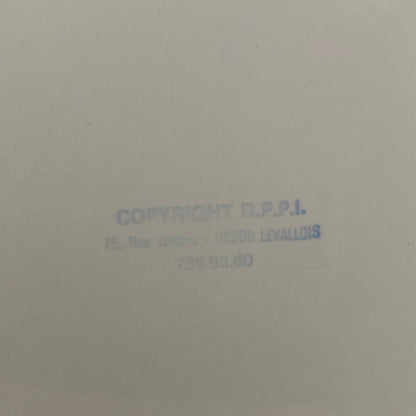 COPYRIGHT D.P.P.I.
75, Rue Voltaire - 92300 LEVALLOIS
739.93.60